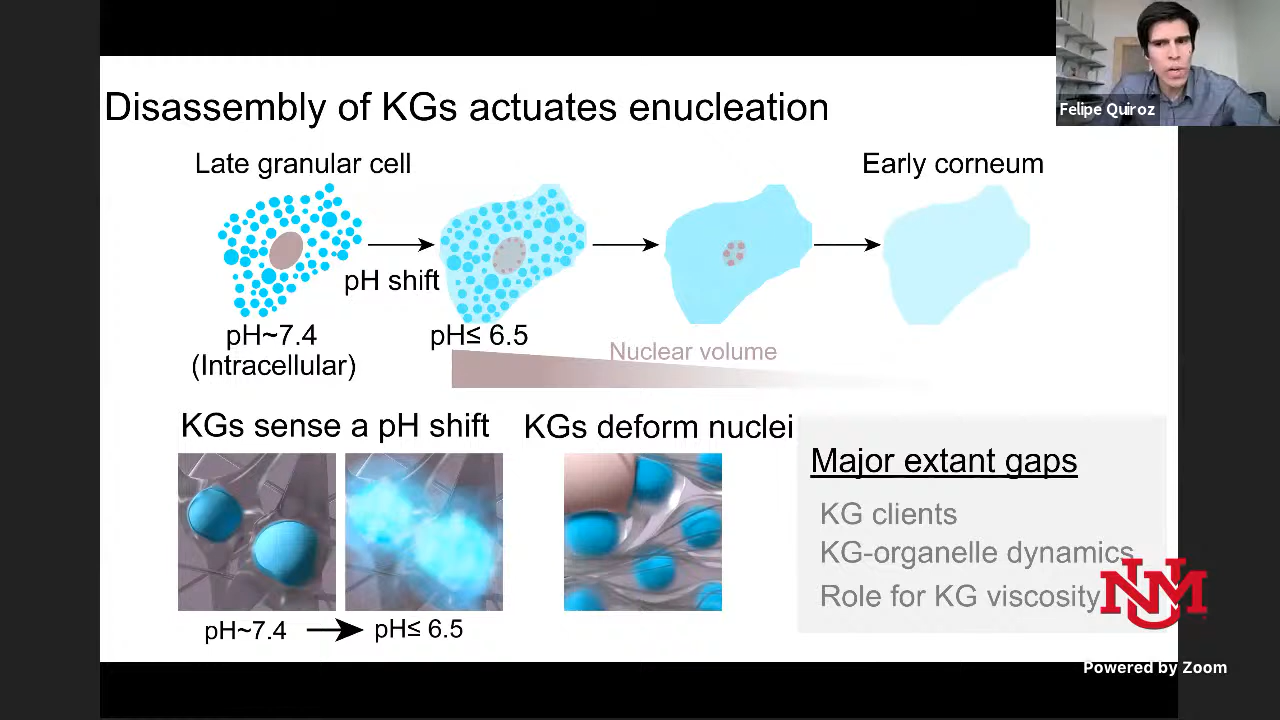 Felipe Quiroz
Disassembly of KGs actuates enucleation
Late granular cell
Early corneum
pH shift
pH~7.4
(Intracellular)
pH≤ 6.5
Nuclear volume
KGs sense a pH shift
KGs deform nuclei
pH~7.4
pH≤ 6.5
Major extant gaps
KG clients
KG-organelle dynamics
Role for KG viscosity
UNM
Powered by Zoom